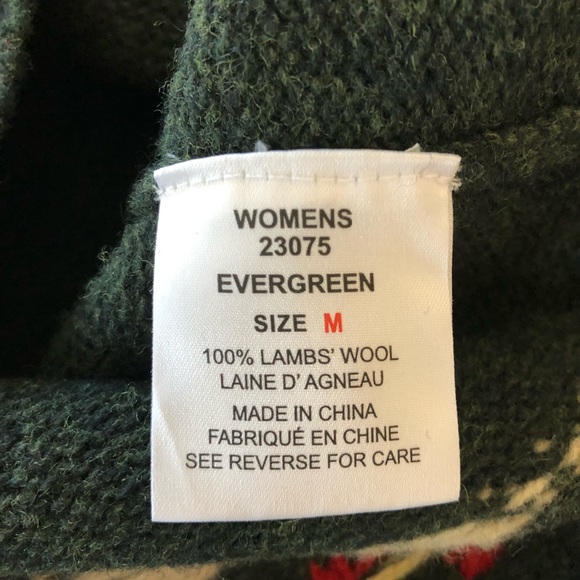 WOMENS
23075
EVERGREEN
SIZE M
100% LAMBS' WOOL
LAINE D' AGNEAU
MADE IN CHINA
FABRIQUÉ EN CHINE
SEE REVERSE FOR CARE